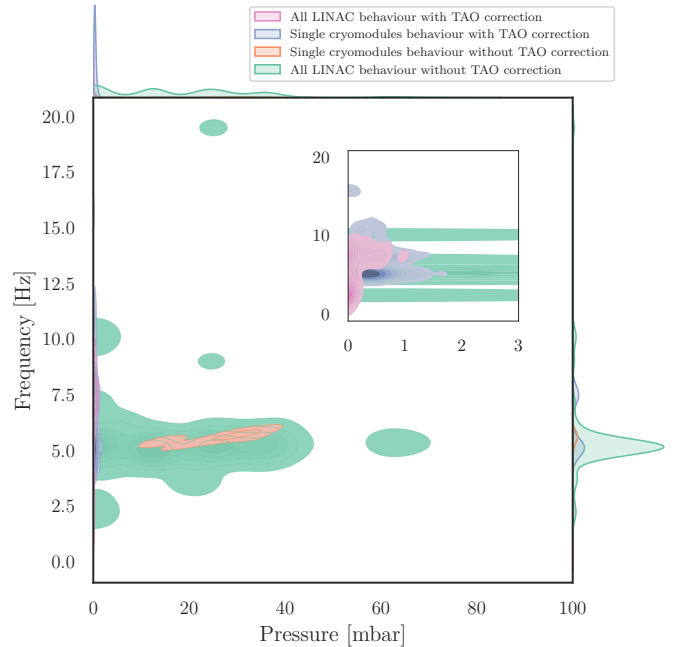 All LINAC behaviour with TAO correction
Single cryomodules behaviour with TAO correction
Single cryomodules behaviour without TAO correction
All LINAC behaviour without TAO correction
20.0
17.5
15.0
12.5
10.0
7.5
5.0
2.5
0.0
Frequency [Hz]
20
10
0
0 1 2 3
0 20 40 60 80 100
Pressure [mbar]